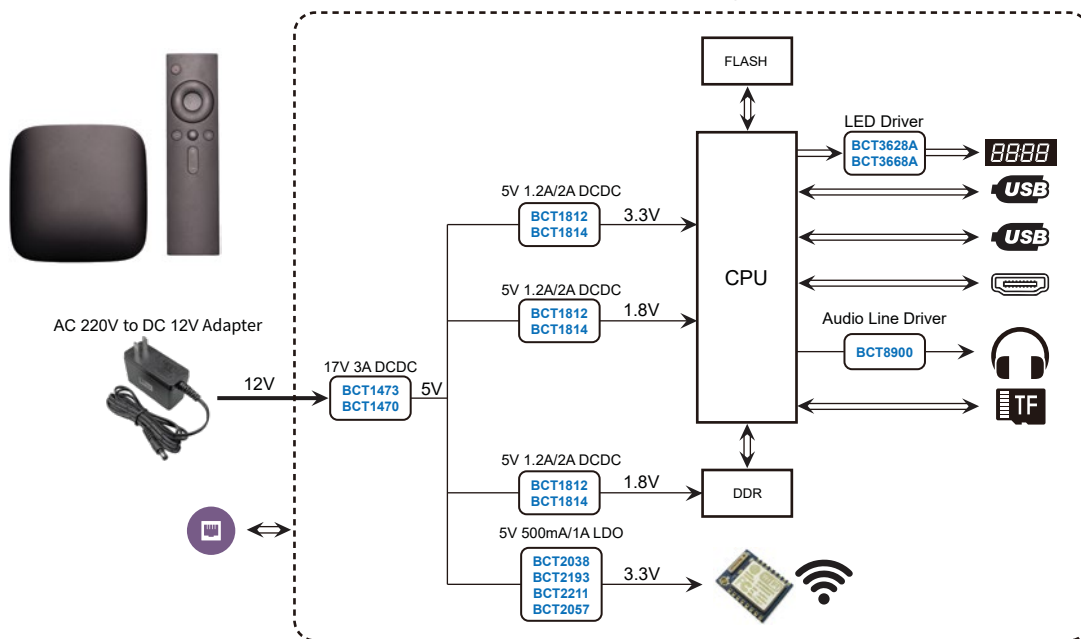 FLASH
LED Driver
BCT3628A
BCT3668A
88:88
USB
5V 1.2A/2A DCDC
BCT1812
BCT1814
3.3V
USB
CPU
5V 1.2A/2A DCDC
BCT1812
BCT1814
1.8V
AC 220V to DC 12V Adapter
Audio Line Driver
BCT8900
12V
17V 3A DCDC
BCT1473
BCT1470
5V
TF
5V 1.2A/2A DCDC
BCT1812
BCT1814
1.8V
DDR
5V 500mA/1A LDO
BCT2038
BCT2193
BCT2211
BCT2057
3.3V